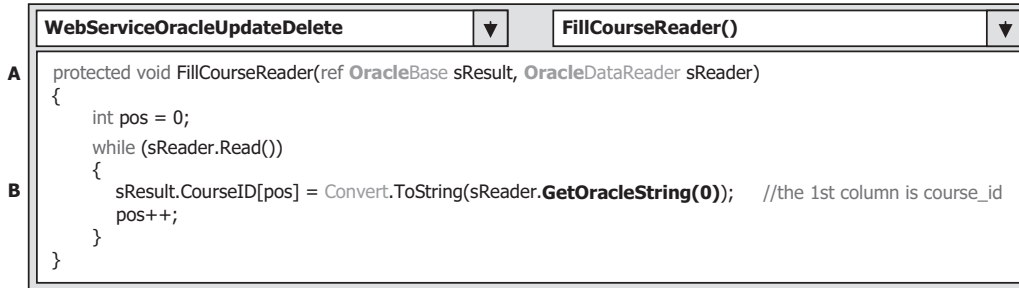 WebServiceOracleUpdateDelete FillCourseReader()
A protected void FillCourseReader(ref OracleBase sResult, OracleDataReader sReader)
{
int pos = 0;
while (sReader.Read())
{
B sResult.CourseID[pos] = Convert.ToString(sReader.GetOracleString(0)); //the 1st column is course_id
pos++;
}
}